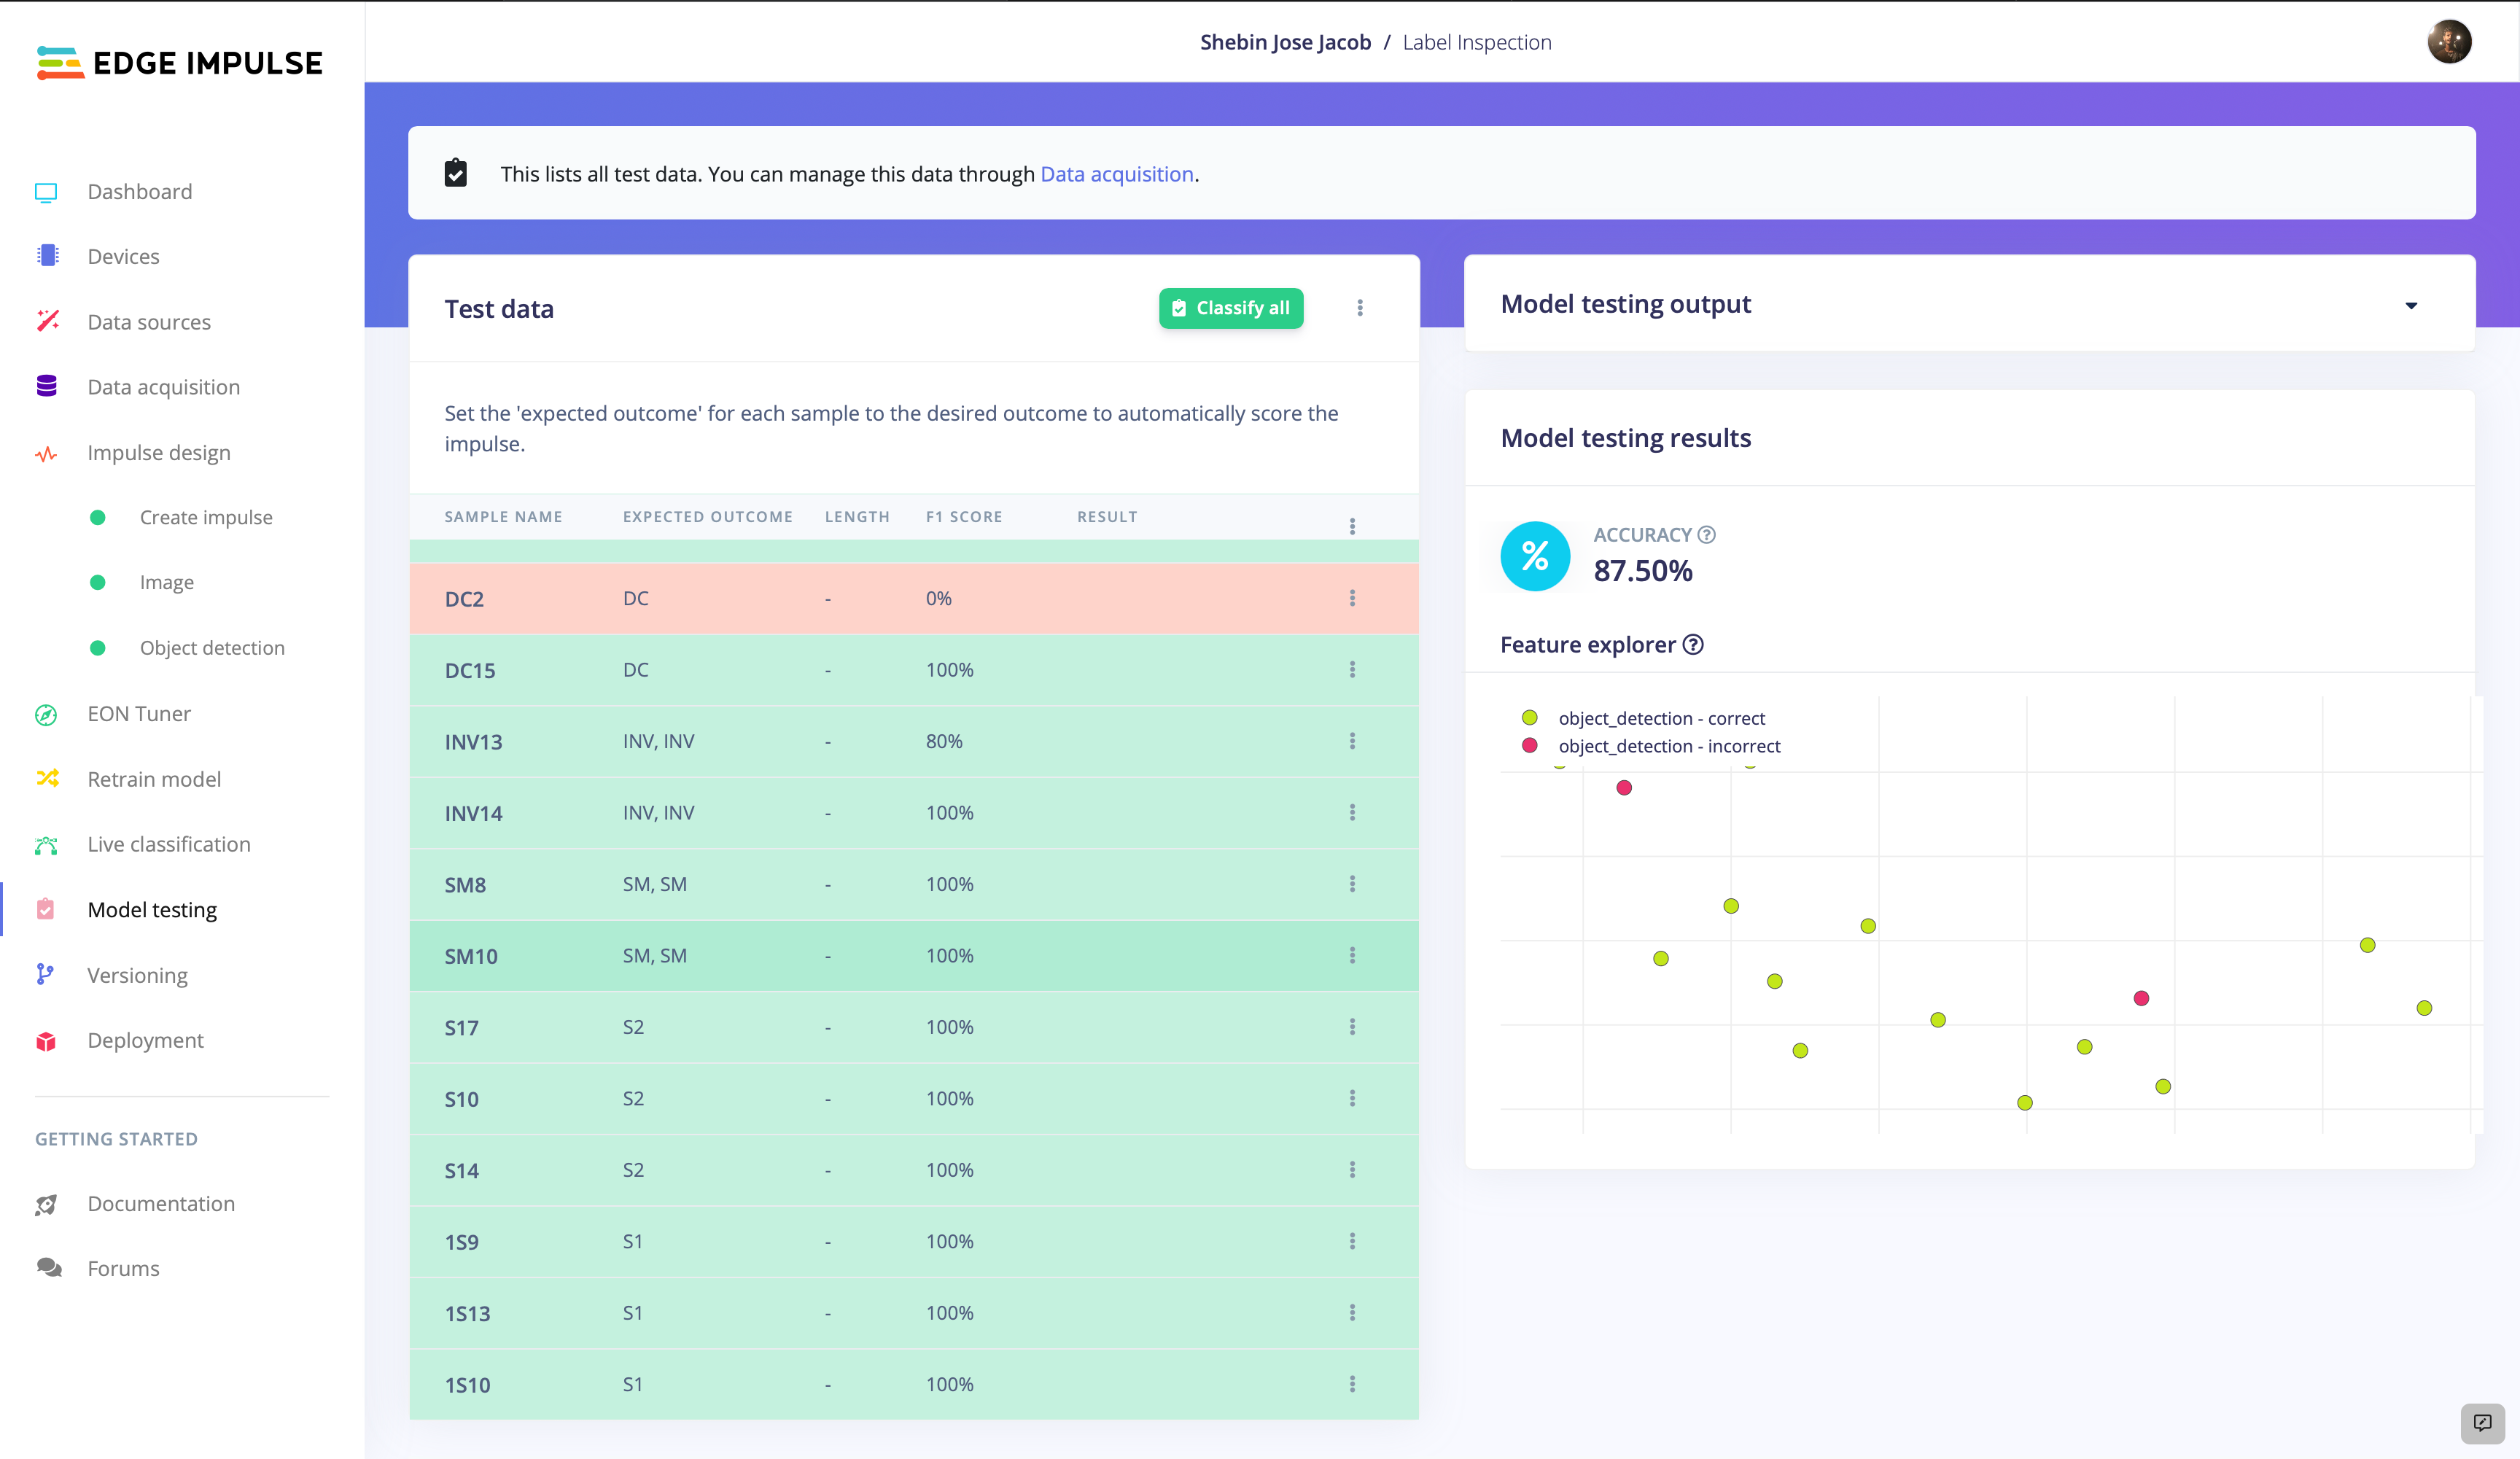 EDGE IMPULSE
Shebin Jose Jacob / Label Inspection
Dashboard
Devices
Data sources
Data acquisition
Impulse design
Create impulse
Image
Object detection
EON Tuner
Retrain model
Live classification
Model testing
Versioning
Deployment
GETTING STARTED
Documentation
Forums
This lists all test data. You can manage this data through Data acquisition.
Test data
Classify all
Set the 'expected outcome' for each sample to the desired outcome to automatically score the
impulse.
SAMPLE NAME EXPECTED OUTCOME LENGTH F1 SCORE RESULT
DC2 DC - 0%
DC15 DC - 100%
INV13 INV, INV - 80%
INV14 INV, INV - 100%
SM8 SM, SM - 100%
SM10 SM, SM - 100%
S17 S2 - 100%
S10 S2 - 100%
S14 S2 - 100%
1S9 S1 - 100%
1S13 S1 - 100%
1S10 S1 - 100%
Model testing output
Model testing results
%
ACCURACY ?
87.50%
Feature explorer ?
object_detection - correct
object_detection - incorrect